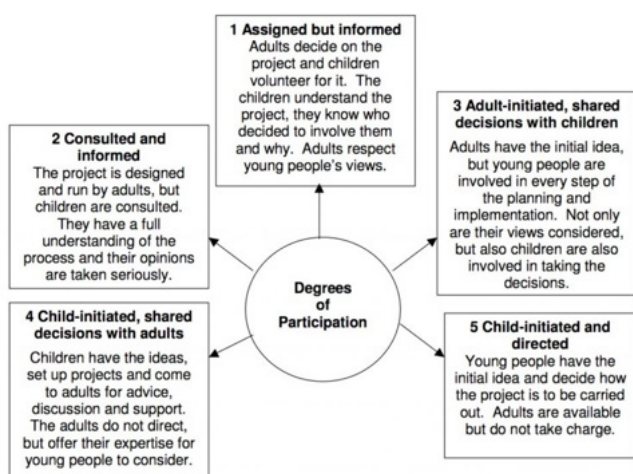 1 Assigned but informed
Adults decide on the
project and children
volunteer for it. The
children understand the
project, they know who
decided to involve them
and why. Adults respect
young people's views.
2 Consulted and
informed
The project is designed
and run by adults, but
children are consulted.
They have a full
understanding of the
process and their opinions
are taken seriously.
3 Adult-initiated, shared
decisions with children
Adults have the initial idea,
but young people are
involved in every step of
the planning and
implementation. Not only
are their views considered,
but also children are also
involved in taking the
decisions.
Degrees
of
Participation
4 Child-initiated, shared
decisions with adults
Children have the ideas,
set up projects and come
to adults for advice,
discussion and support.
The adults do not direct,
but offer their expertise for
young people to consider.
5 Child-initiated and
directed
Young people have the
initial idea and decide how
the project is to be carried
out. Adults are available
but do not take charge.